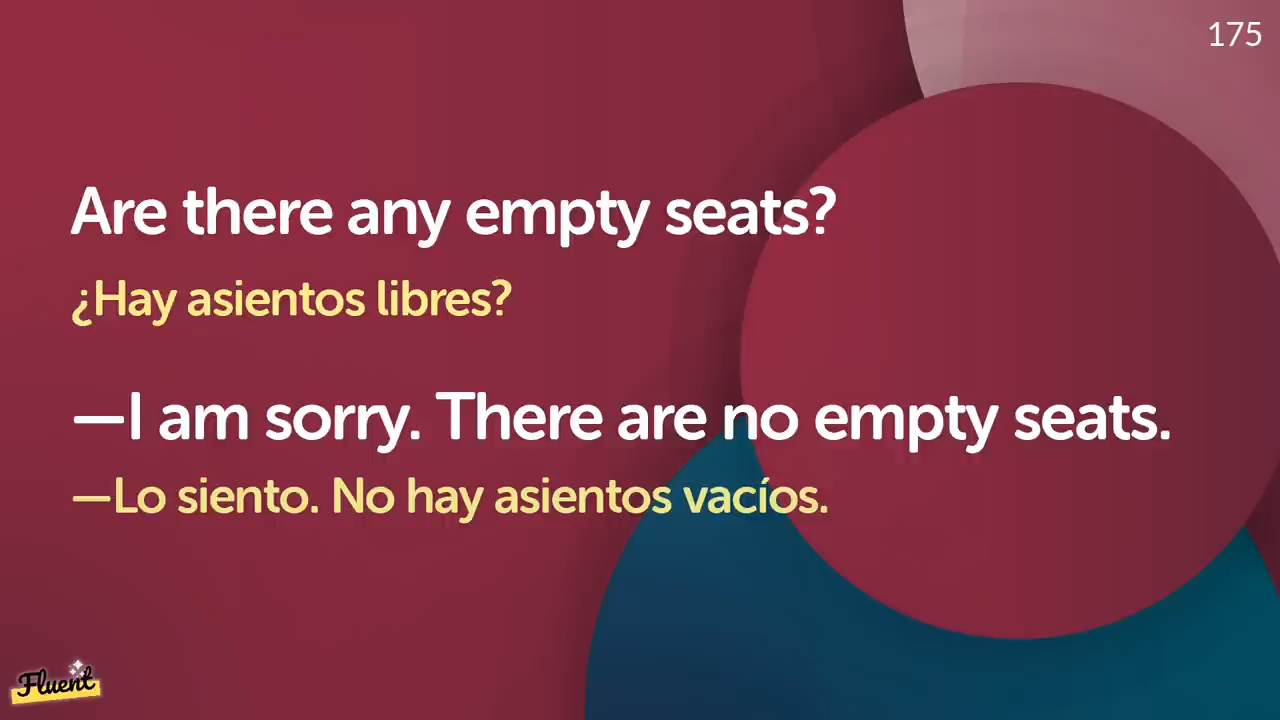 175
Are there any empty seats?
¿Hay asientos libres?
—I am sorry. There are no empty seats.
—Lo siento. No hay asientos vacíos.
Fluent